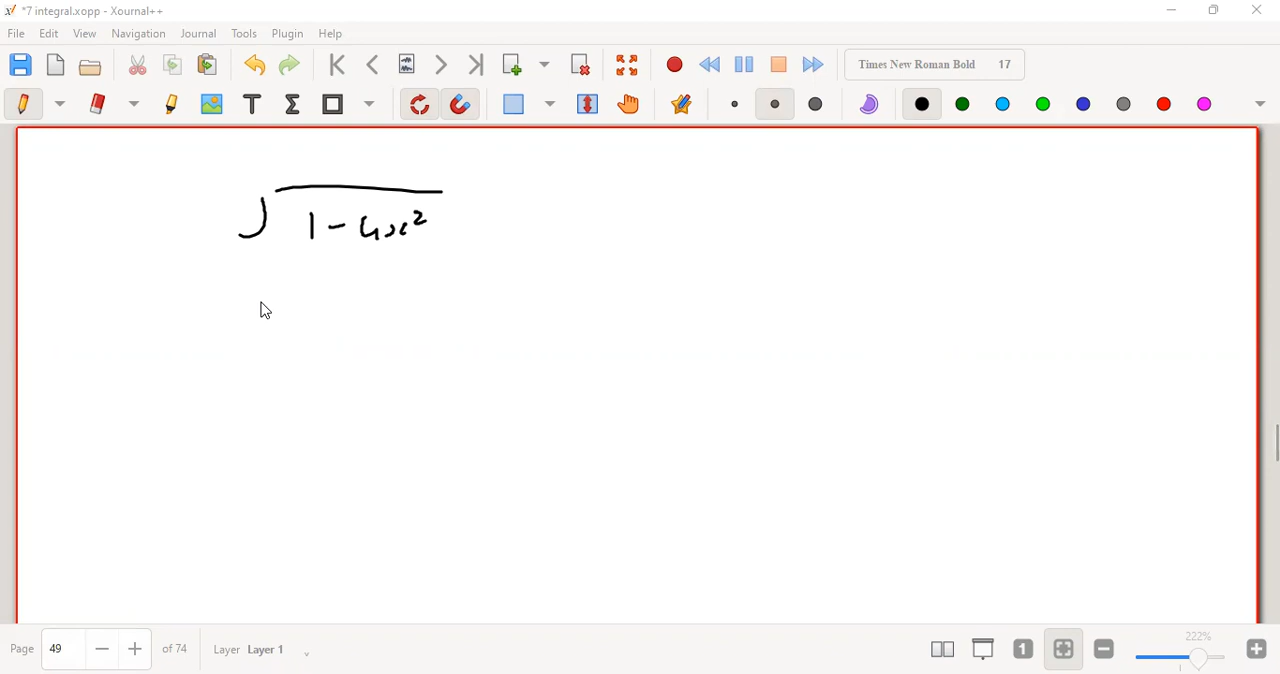 *7 integral.xopp - Xournal++
File Edit View Navigation Journal Tools Plugin Help
Times New Roman Bold 17
√(1 - 4x²)
Page 49 of 74 Layer Layer 1 1 222%